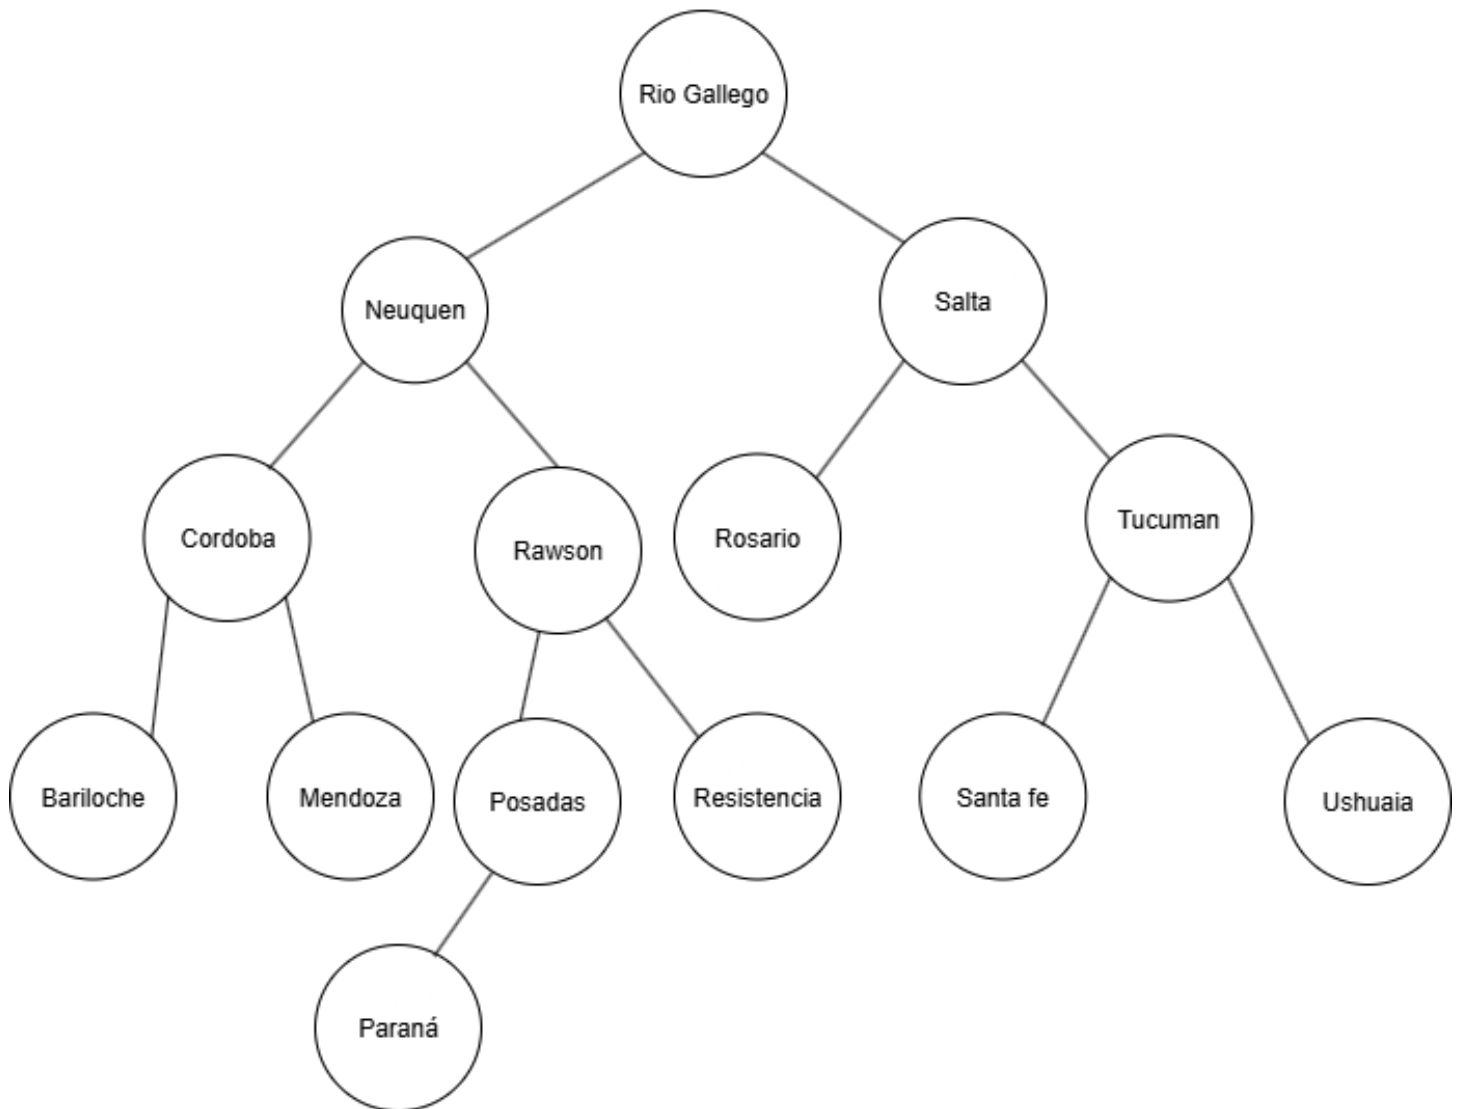 Rio Gallego
Neuquen
Salta
Cordoba
Rawson
Rosario
Tucuman
Bariloche
Mendoza
Posadas
Resistencia
Santa fe
Ushuaia
Paraná